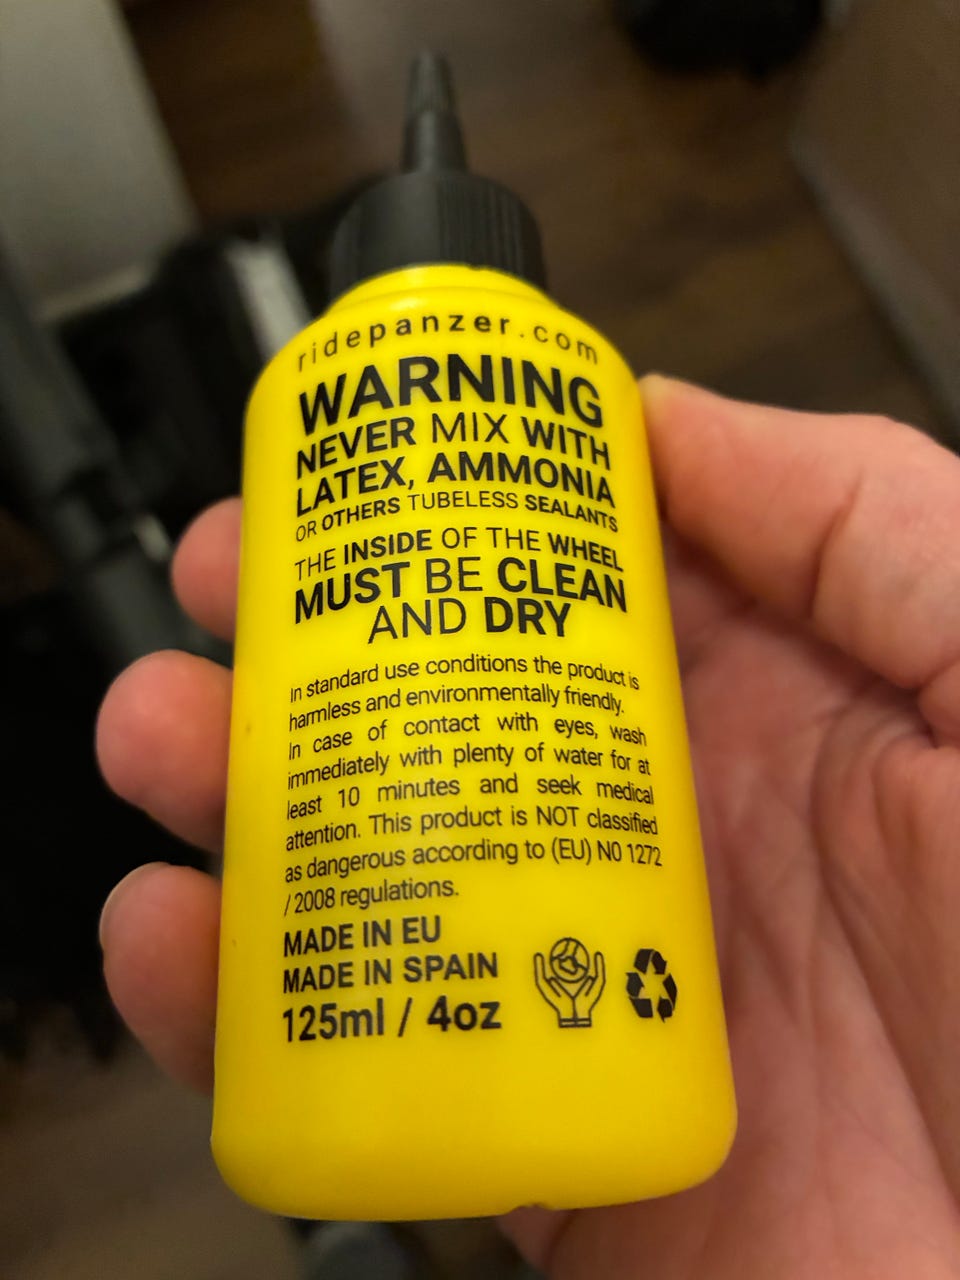 ridepanzer.com
WARNING
NEVER MIX WITH
LATEX, AMMONIA
OR OTHERS TUBELESS SEALANTS
THE INSIDE OF THE WHEEL
MUST BE CLEAN
AND DRY
In standard use conditions the product is
harmless and environmentally friendly.
In case of contact with eyes, wash
immediately with plenty of water for at
least 10 minutes and seek medical
attention. This product is NOT classified
as dangerous according to (EU) N0 1272
/ 2008 regulations.
MADE IN EU
MADE IN SPAIN
125ml / 4oz